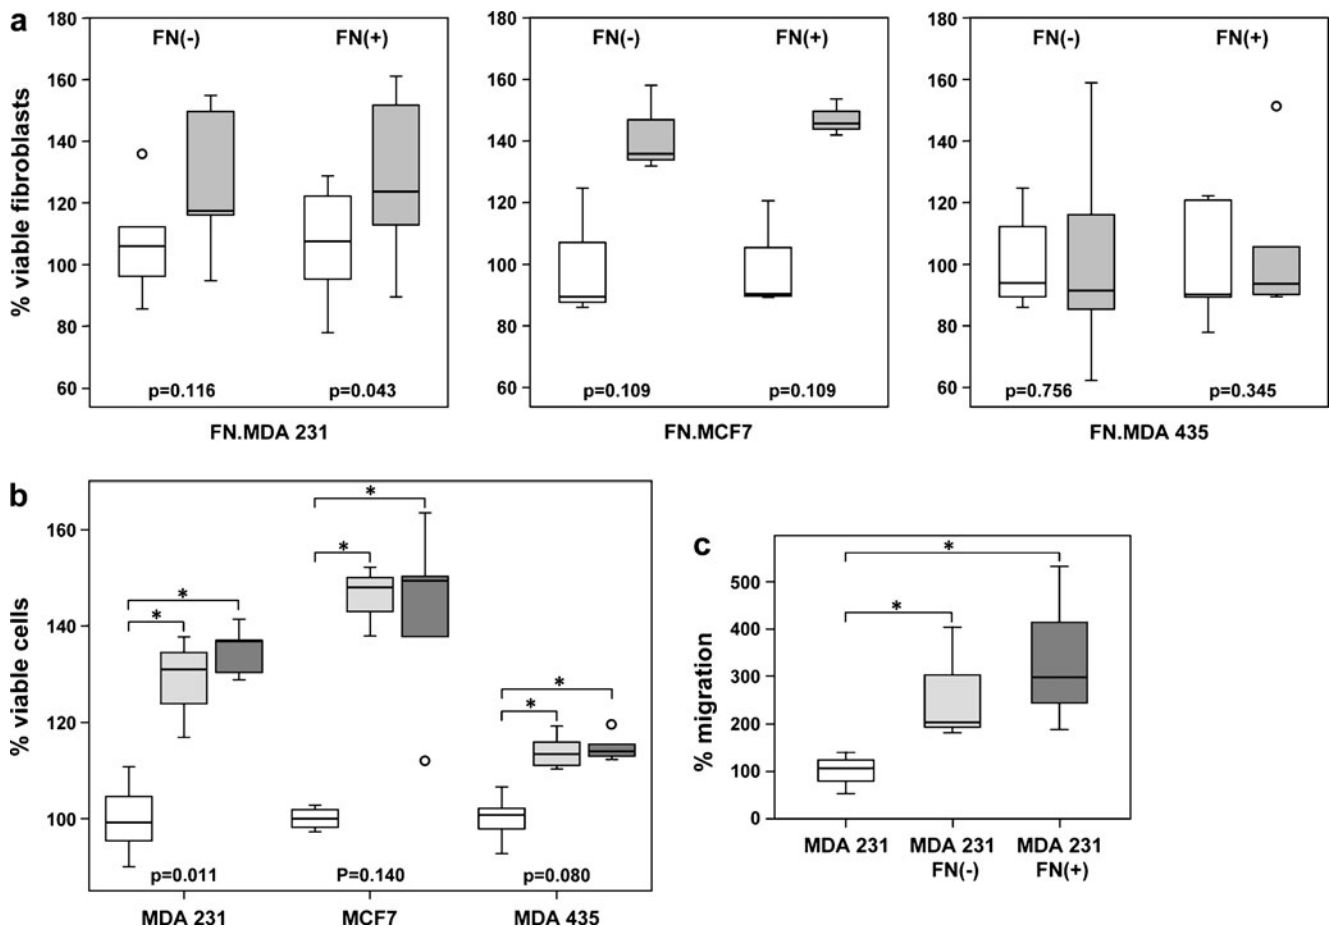 a
% viable fibroblasts
180
160
140
120
100
80
60
FN(-) FN(+)
p=0.116 p=0.043
FN.MDA 231
180
160
140
120
100
80
60
FN(-) FN(+)
p=0.109 p=0.109
FN.MCF7
180
160
140
120
100
80
60
FN(-) FN(+)
p=0.756 p=0.345
FN.MDA 435
b
% viable cells
160
140
120
100
* *
* *
* *
p=0.011 P=0.140 p=0.080
MDA 231 MCF7 MDA 435
c
% migration
500
400
300
200
100
0
*
*
MDA 231 MDA 231 MDA 231
FN(-) FN(+)